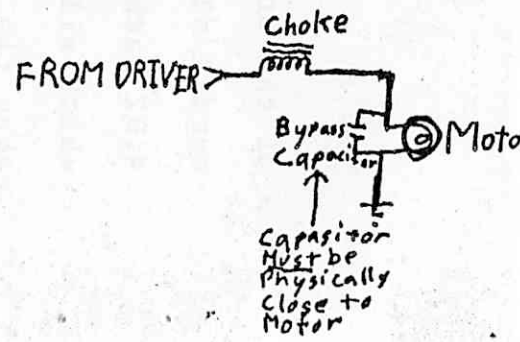 Choke
FROM DRIVER
Bypass
Capacitor
Moto
Capasitor
Must be
Physically
Close to
Motor